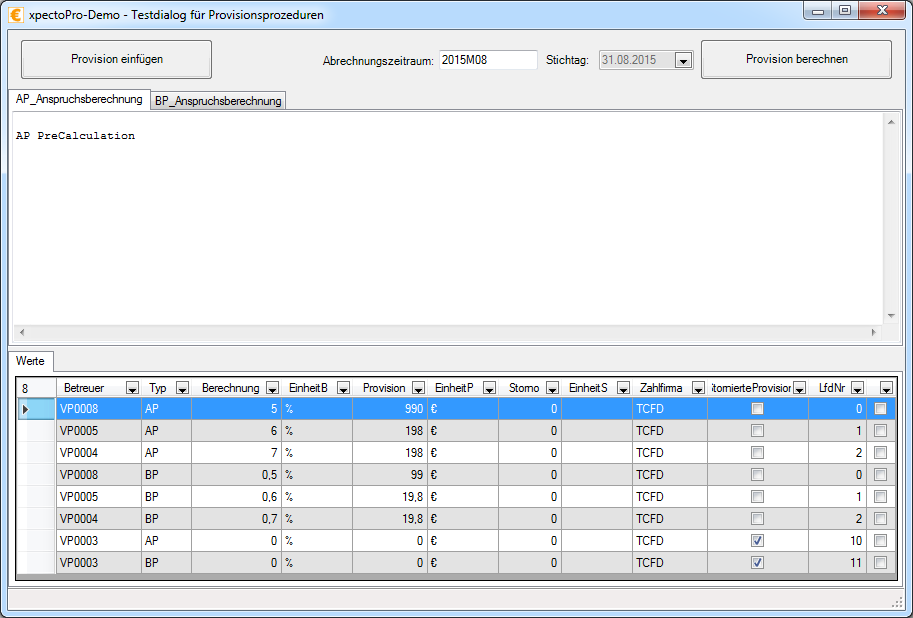 xpectoPro-Demo - Testdialog für Provisionsprozeduren
Provision einfügen Abrechnungszeitraum: 2015M08 Stichtag: 31.08.2015 Provision berechnen
AP_Anspruchsberechnung BP_Anspruchsberechnung
AP PreCalculation
Werte
8 Betreuer Typ Berechnung EinheitB Provision EinheitP Storno EinheitS Zahlfirma tornierteProvision LfdNr
VP0008 AP 5 % 990 € 0 TCFD 0
VP0005 AP 6 % 198 € 0 TCFD 1
VP0004 AP 7 % 198 € 0 TCFD 2
VP0008 BP 0,5 % 99 € 0 TCFD 0
VP0005 BP 0,6 % 19,8 € 0 TCFD 1
VP0004 BP 0,7 % 19,8 € 0 TCFD 2
VP0003 AP 0 % 0 € 0 TCFD 10
VP0003 BP 0 % 0 € 0 TCFD 11